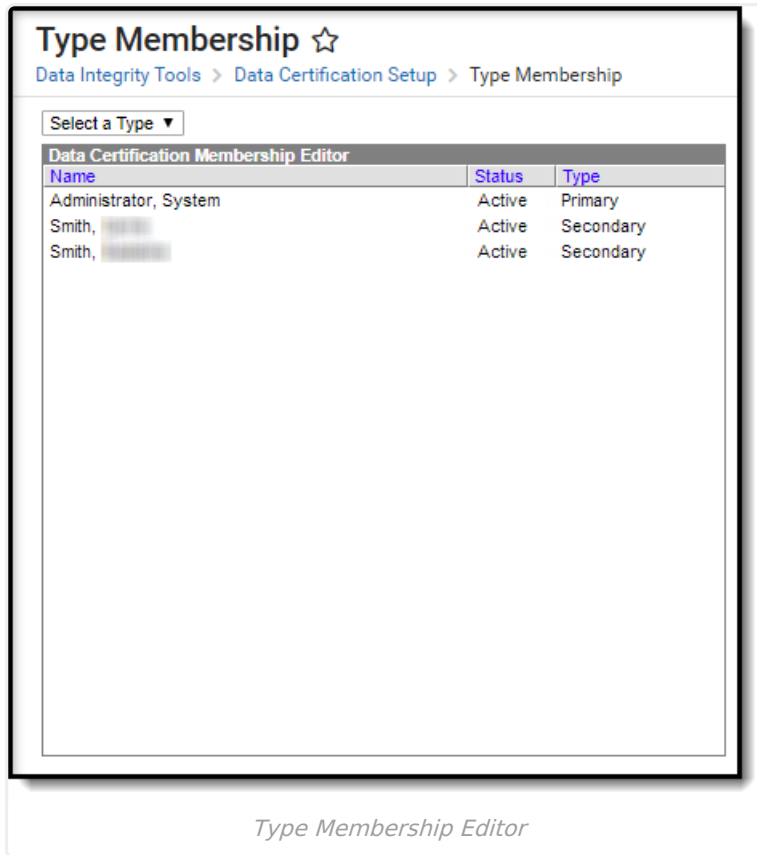 Type Membership
Data Integrity Tools > Data Certification Setup > Type Membership
Select a Type
Data Certification Membership Editor
Name Status Type
Administrator, System Active Primary
Smith, Active Secondary
Smith, Active Secondary
Type Membership Editor